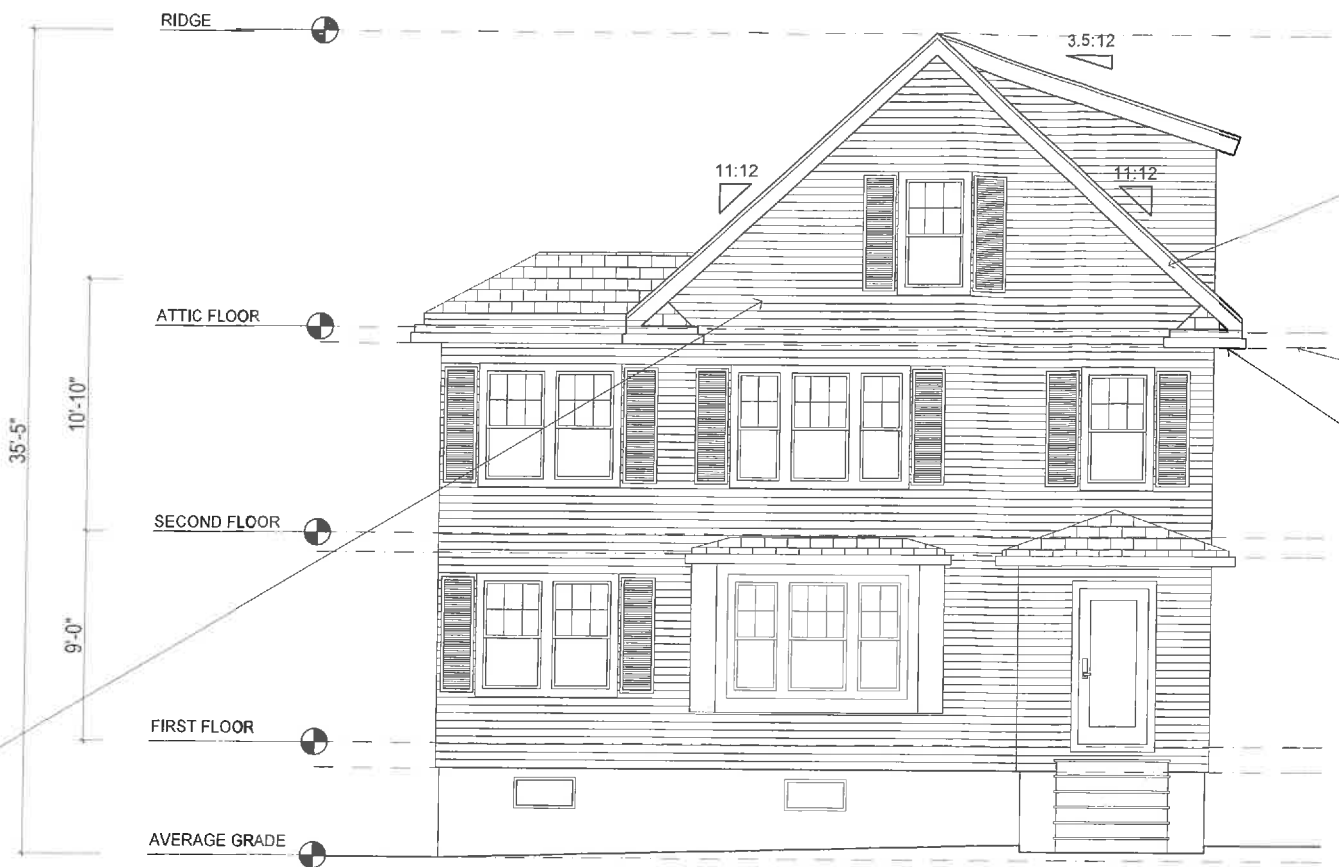 RIDGE
3.5:12
11:12
11:12
ATTIC FLOOR
10'-10"
35'-5"
SECOND FLOOR
9'-0"
FIRST FLOOR
AVERAGE GRADE